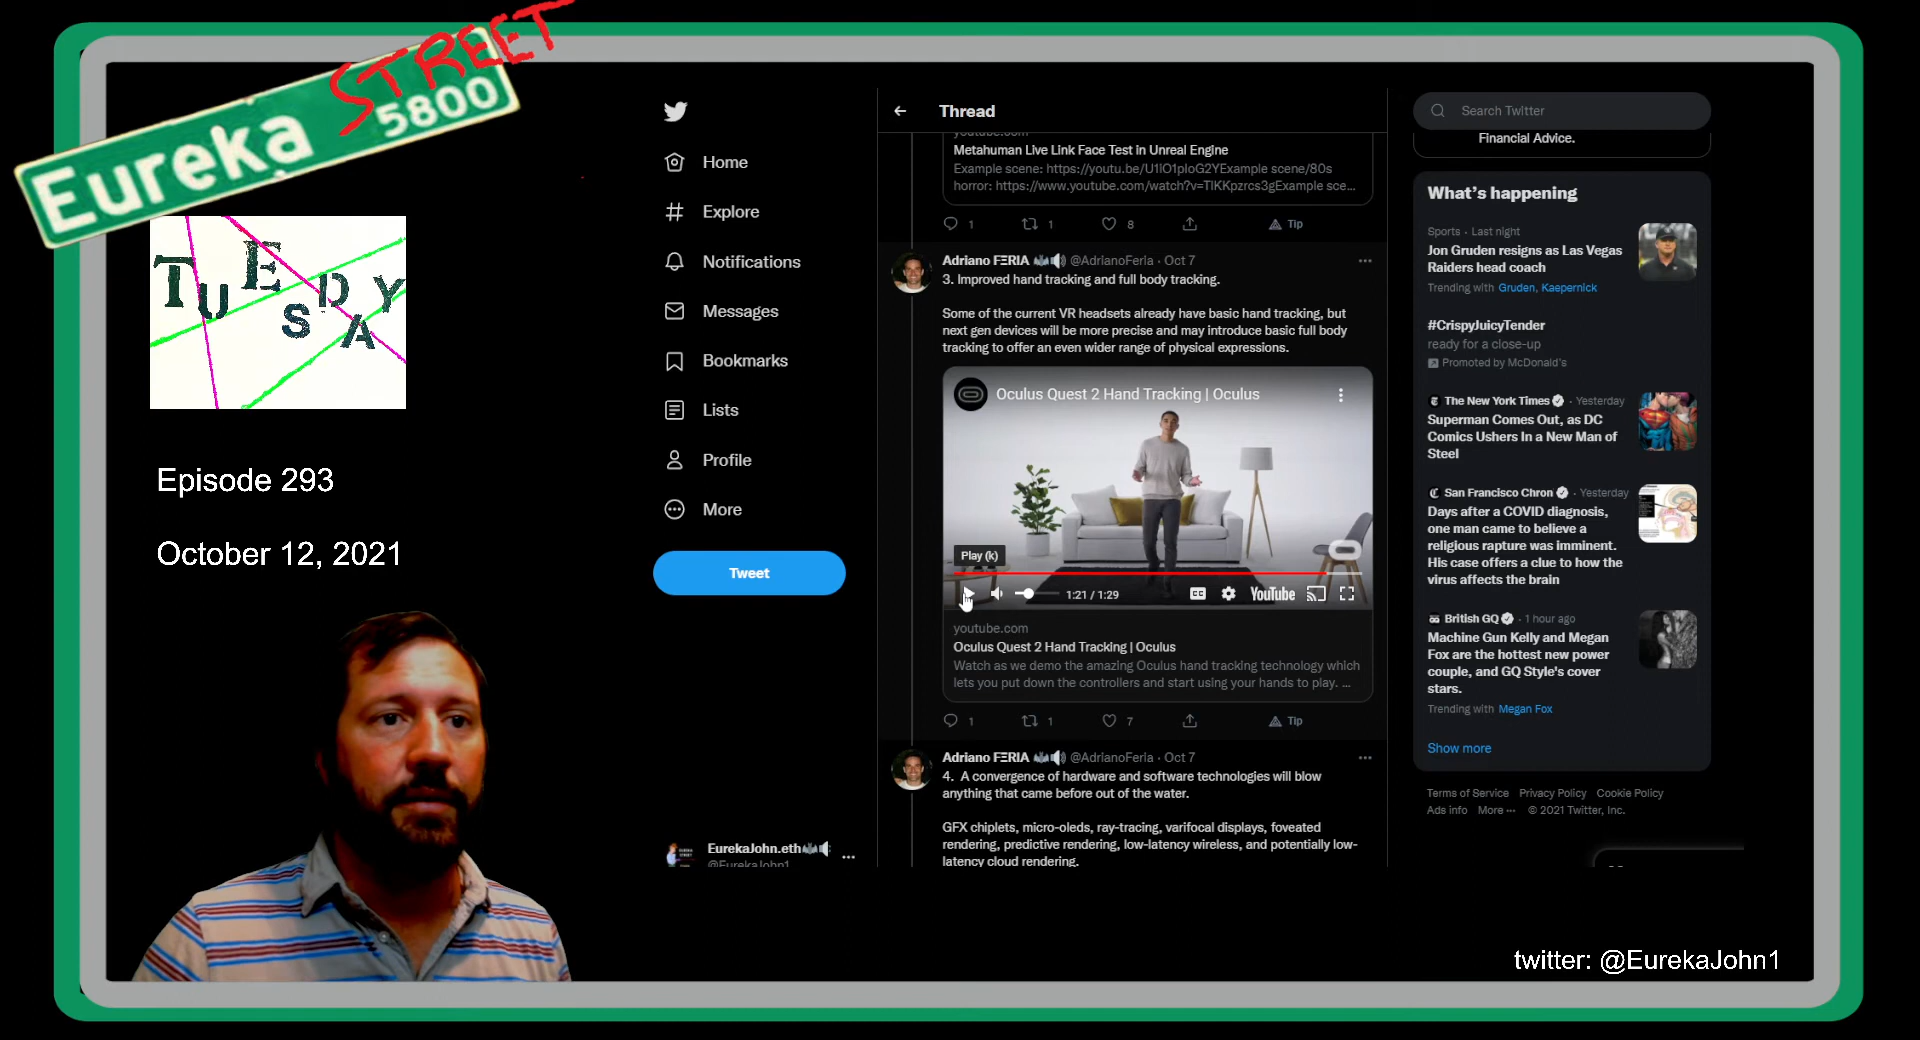 Eureka STREET
5800
TUESDAY
Episode 293
October 12, 2021
Home
Explore
Notifications
Messages
Bookmarks
Lists
Profile
More
Tweet
EurekaJohn.eth
@EurekaJohn1
Thread
youtube.com
Metahuman Live Link Face Test in Unreal Engine
Example scene: https://youtu.be/U1lO1ploG2YExample scene/80s
horror: https://www.youtube.com/watch?v=TlKKpzrcs3gExample sce...
1 1 8 Tip
Adriano FΞRIA @AdrianoFeria · Oct 7
3. Improved hand tracking and full body tracking.
Some of the current VR headsets already have basic hand tracking, but
next gen devices will be more precise and may introduce basic full body
tracking to offer an even wider range of physical expressions.
Oculus Quest 2 Hand Tracking | Oculus
Play (k)
1:21 / 1:29
CC
YouTube
youtube.com
Oculus Quest 2 Hand Tracking | Oculus
Watch as we demo the amazing Oculus hand tracking technology which
lets you put down the controllers and start using your hands to play. ...
1 1 7 Tip
Adriano FΞRIA @AdrianoFeria · Oct 7
4. A convergence of hardware and software technologies will blow
anything that came before out of the water.
GFX chiplets, micro-oleds, ray-tracing, varifocal displays, foveated
rendering, predictive rendering, low-latency wireless, and potentially low-
latency cloud rendering.
Search Twitter
Financial Advice.
What's happening
Sports · Last night
Jon Gruden resigns as Las Vegas
Raiders head coach
Trending with Gruden, Kaepernick
#CrispyJuicyTender
ready for a close-up
Promoted by McDonald's
The New York Times · Yesterday
Superman Comes Out, as DC
Comics Ushers In a New Man of
Steel
San Francisco Chron · Yesterday
Days after a COVID diagnosis,
one man came to believe a
religious rapture was imminent.
His case offers a clue to how the
virus affects the brain
British GQ · 1 hour ago
Machine Gun Kelly and Megan
Fox are the hottest new power
couple, and GQ Style's cover
stars.
Trending with Megan Fox
Show more
Terms of Service Privacy Policy Cookie Policy
Ads info More ··· © 2021 Twitter, Inc.
twitter: @EurekaJohn1